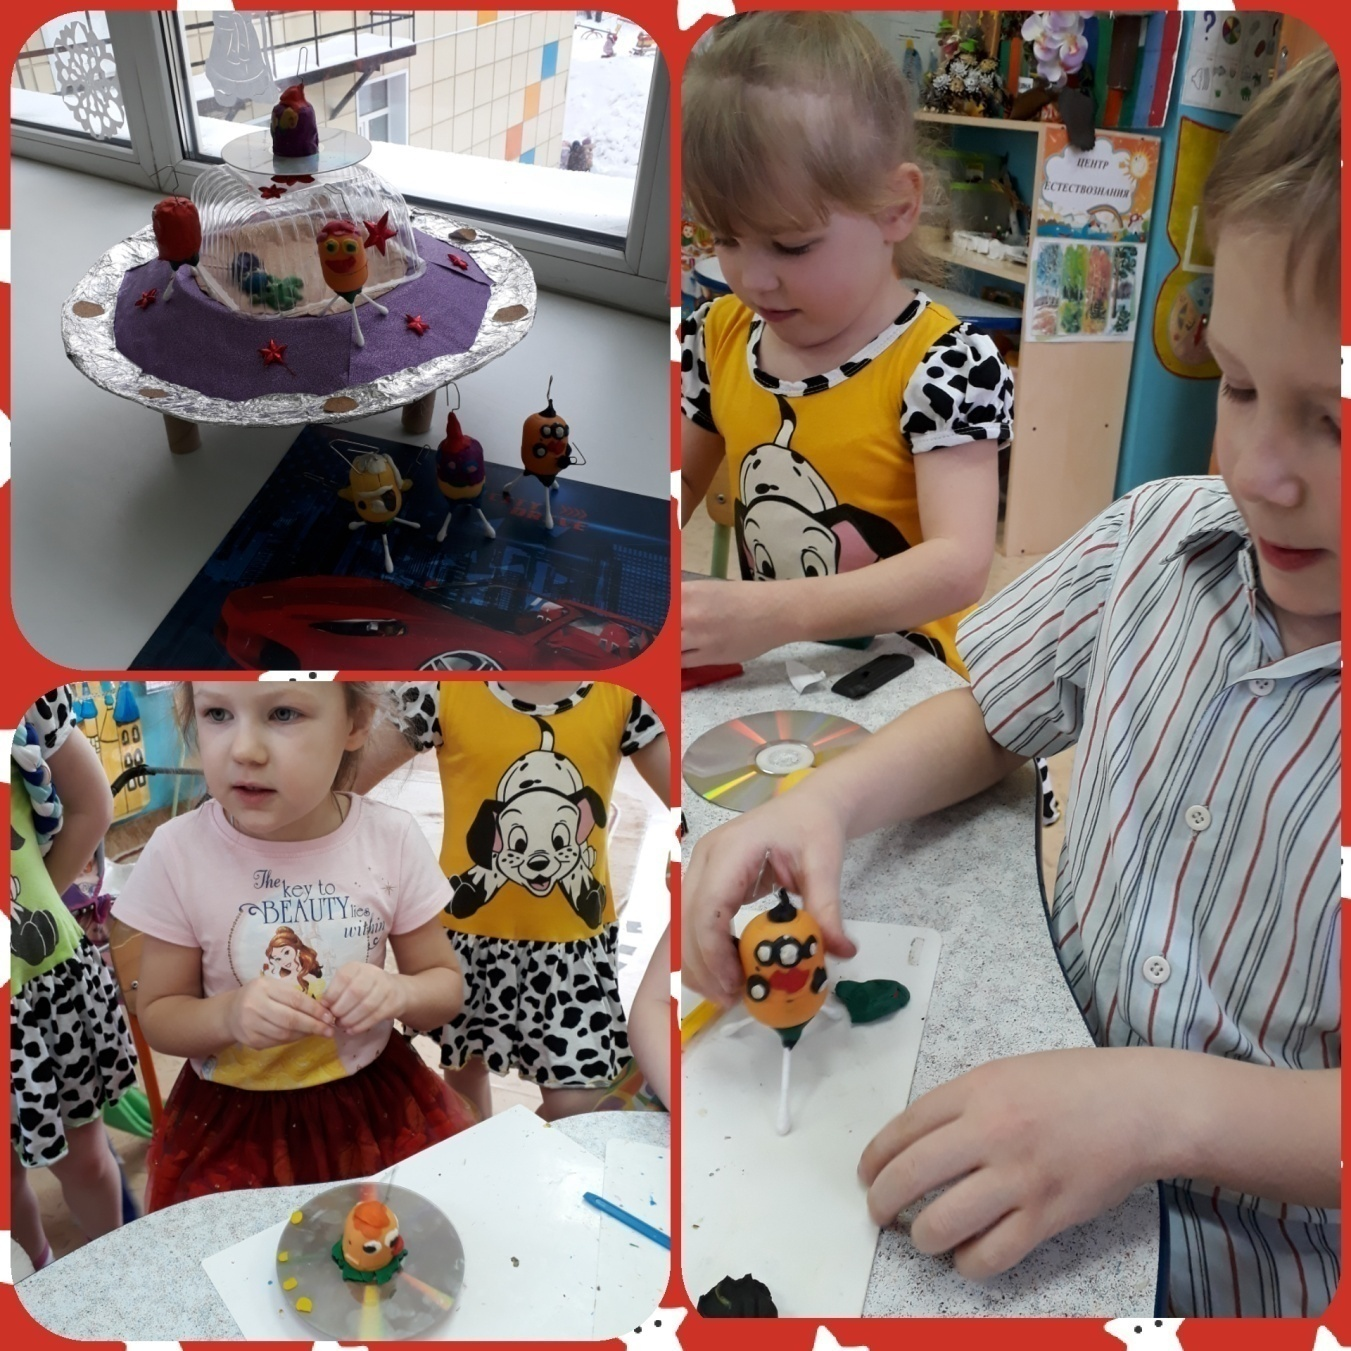 ЦЕНТР
ЕСТЕСТВОЗНАНИЯ
The
key to
BEAUTY lies
within